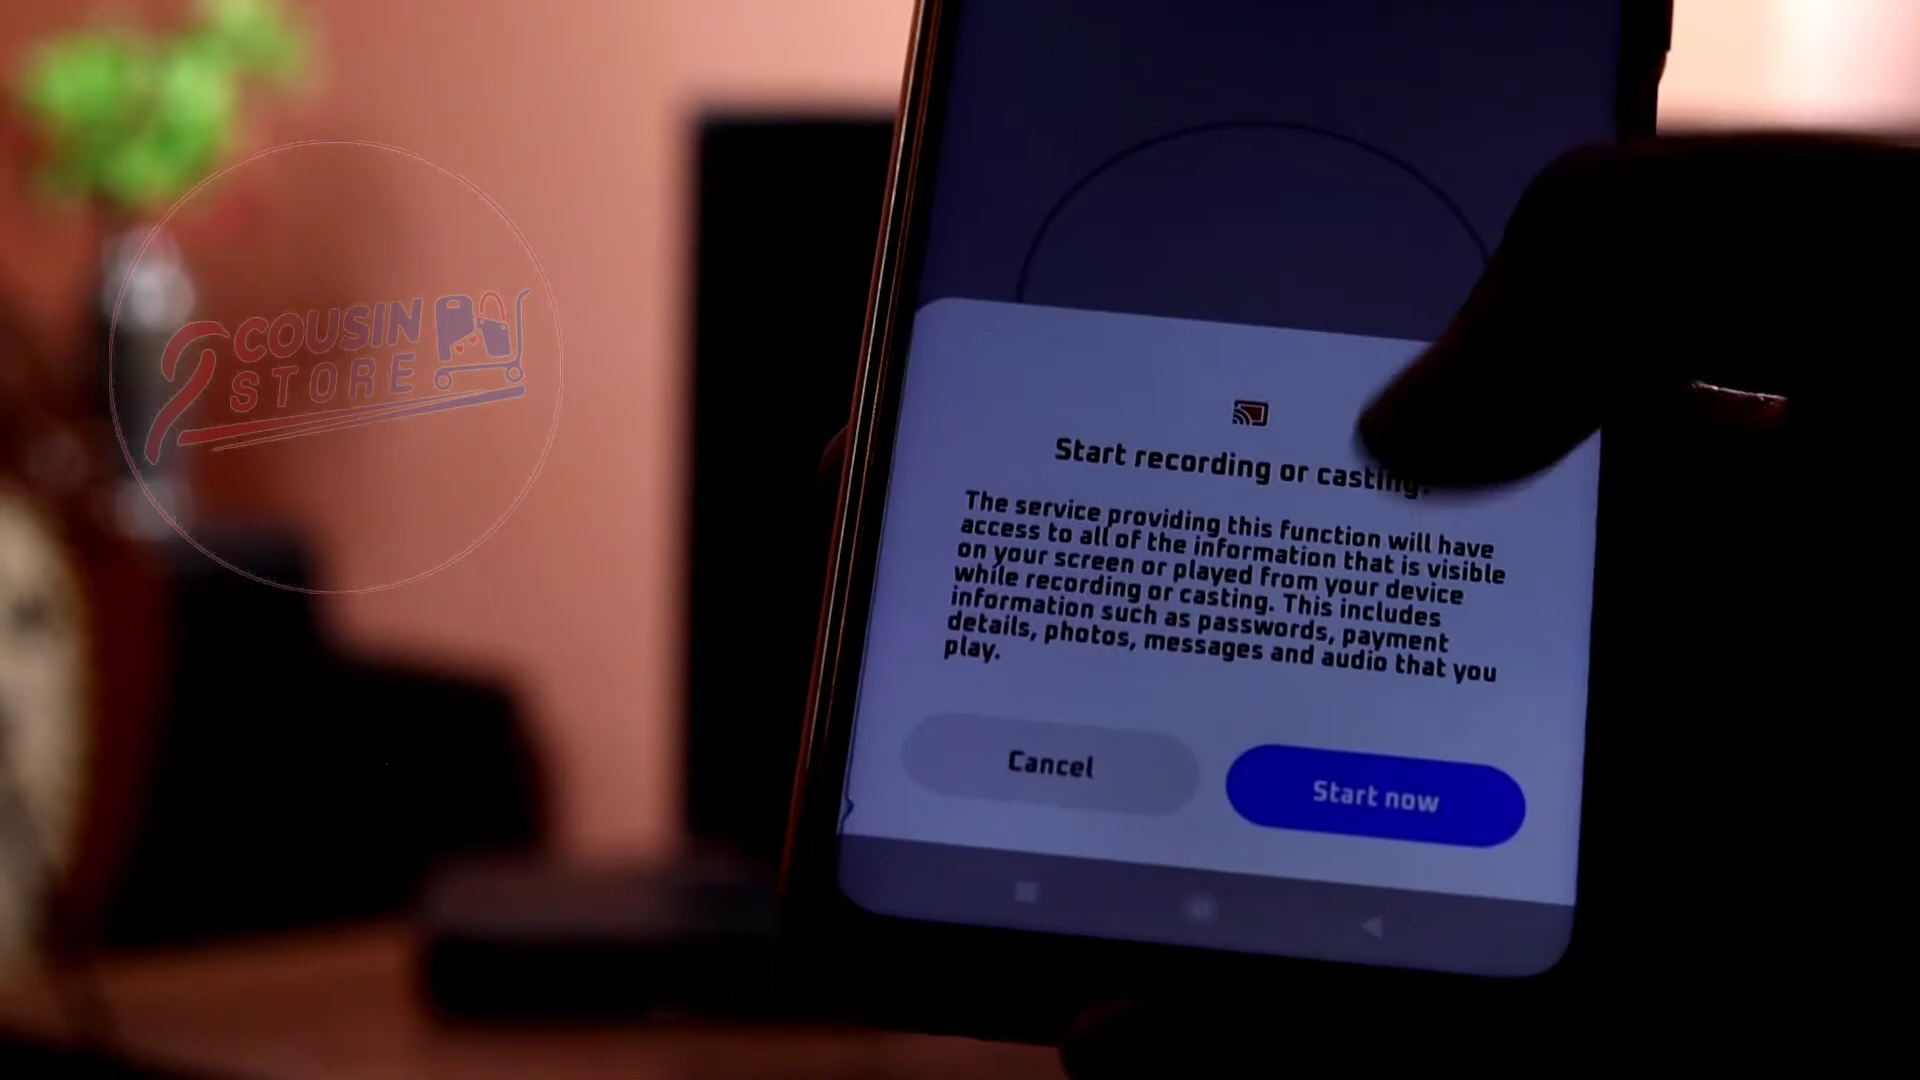 2 COUSIN
STORE
Start recording or casting?
The service providing this function will have
access to all of the information that is visible
on your screen or played from your device
while recording or casting. This includes
information such as passwords, payment
details, photos, messages and audio that you
play.
Cancel
Start now